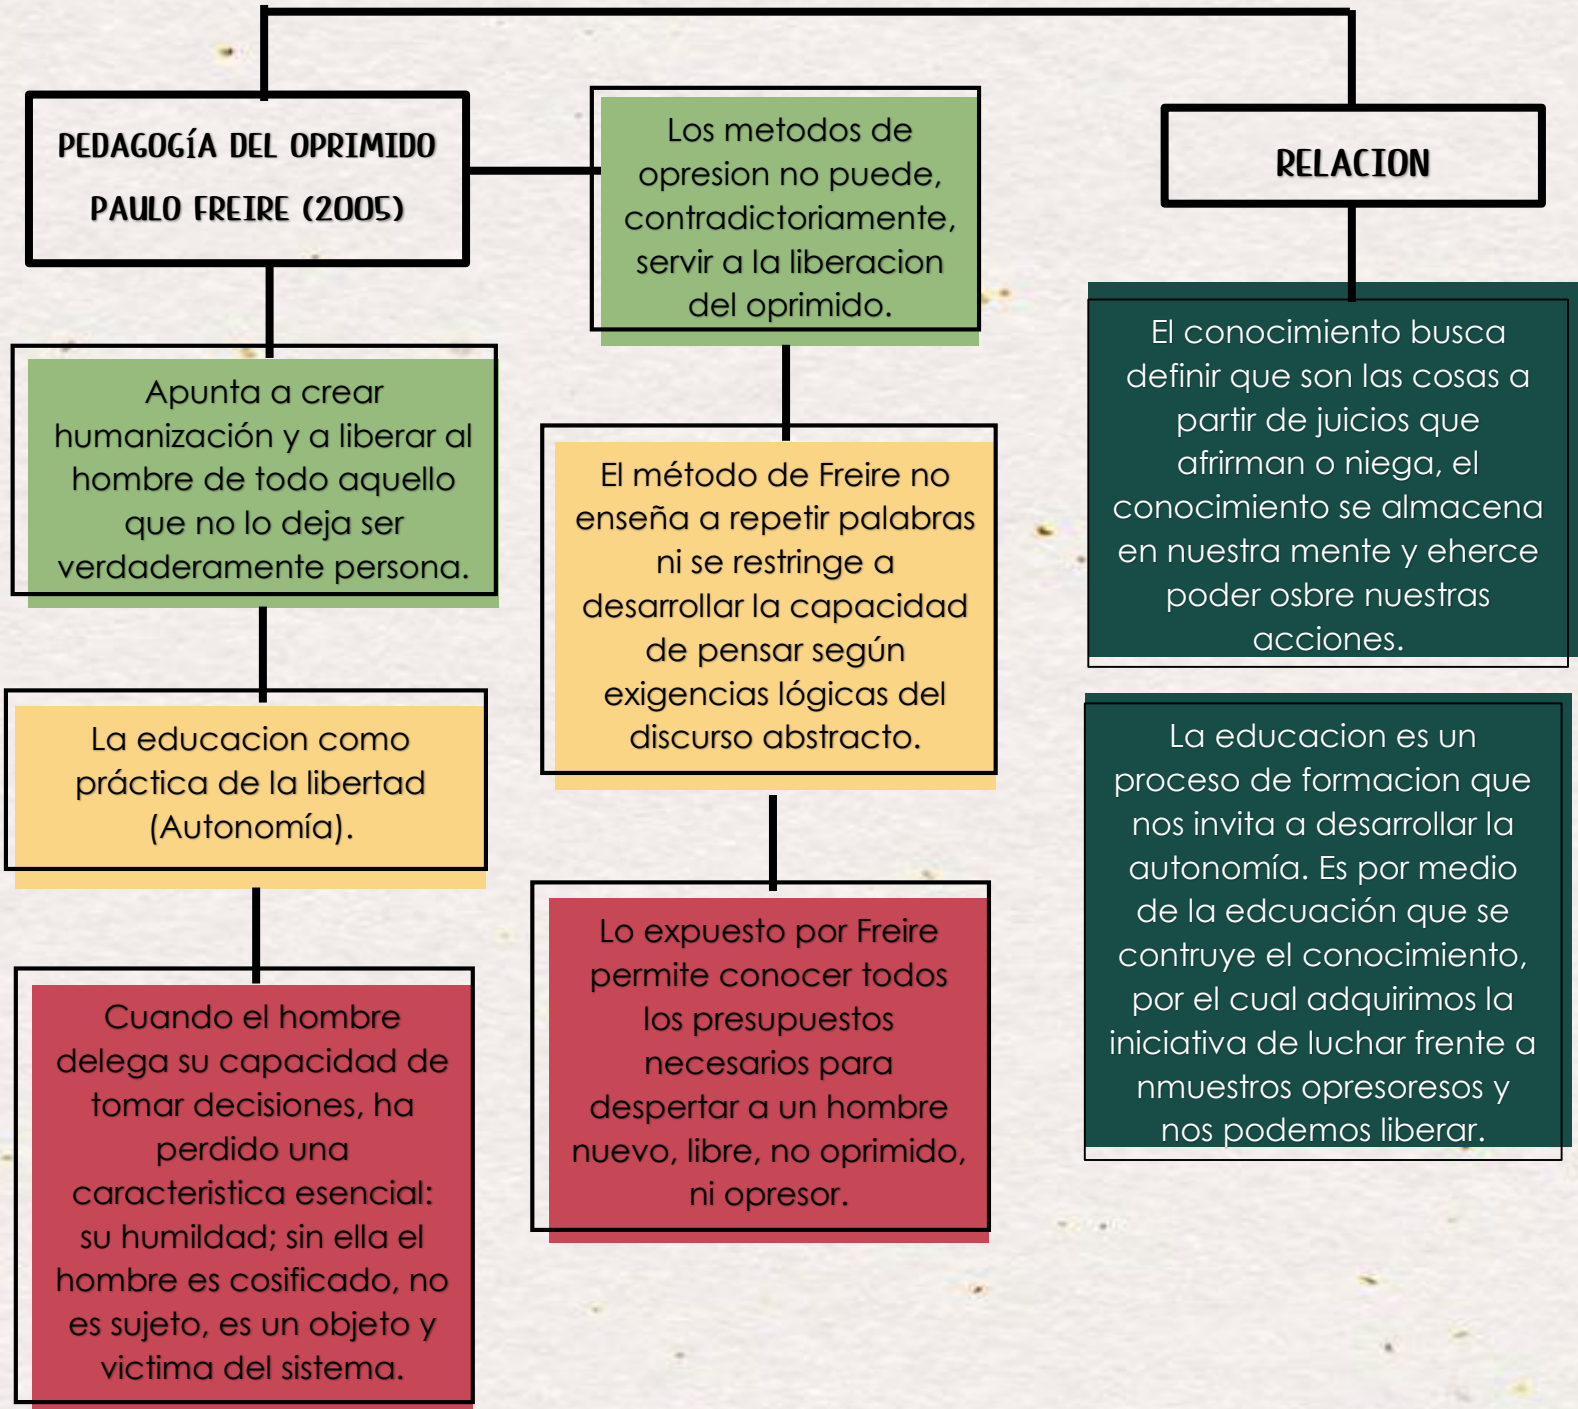 PEDAGOGÍA DEL OPRIMIDO
PAULO FREIRE (2005)
Apunta a crear
humanización y a liberar al
hombre de todo aquello
que no lo deja ser
verdaderamente persona.
La educacion como
práctica de la libertad
(Autonomía).
Cuando el hombre
delega su capacidad de
tomar decisiones, ha
perdido una
caracteristica esencial:
su humildad; sin ella el
hombre es cosificado, no
es sujeto, es un objeto y
victima del sistema.
Los metodos de
opresion no puede,
contradictoriamente,
servir a la liberacion
del oprimido.
El método de Freire no
enseña a repetir palabras
ni se restringe a
desarrollar la capacidad
de pensar según
exigencias lógicas del
discurso abstracto.
Lo expuesto por Freire
permite conocer todos
los presupuestos
necesarios para
despertar a un hombre
nuevo, libre, no oprimido,
ni opresor.
RELACION
El conocimiento busca
definir que son las cosas a
partir de juicios que
afrirman o niega, el
conocimiento se almacena
en nuestra mente y eherce
poder osbre nuestras
acciones.
La educacion es un
proceso de formacion que
nos invita a desarrollar la
autonomía. Es por medio
de la edcuación que se
contruye el conocimiento,
por el cual adquirimos la
iniciativa de luchar frente a
nmuestros opresoresos y
nos podemos liberar.